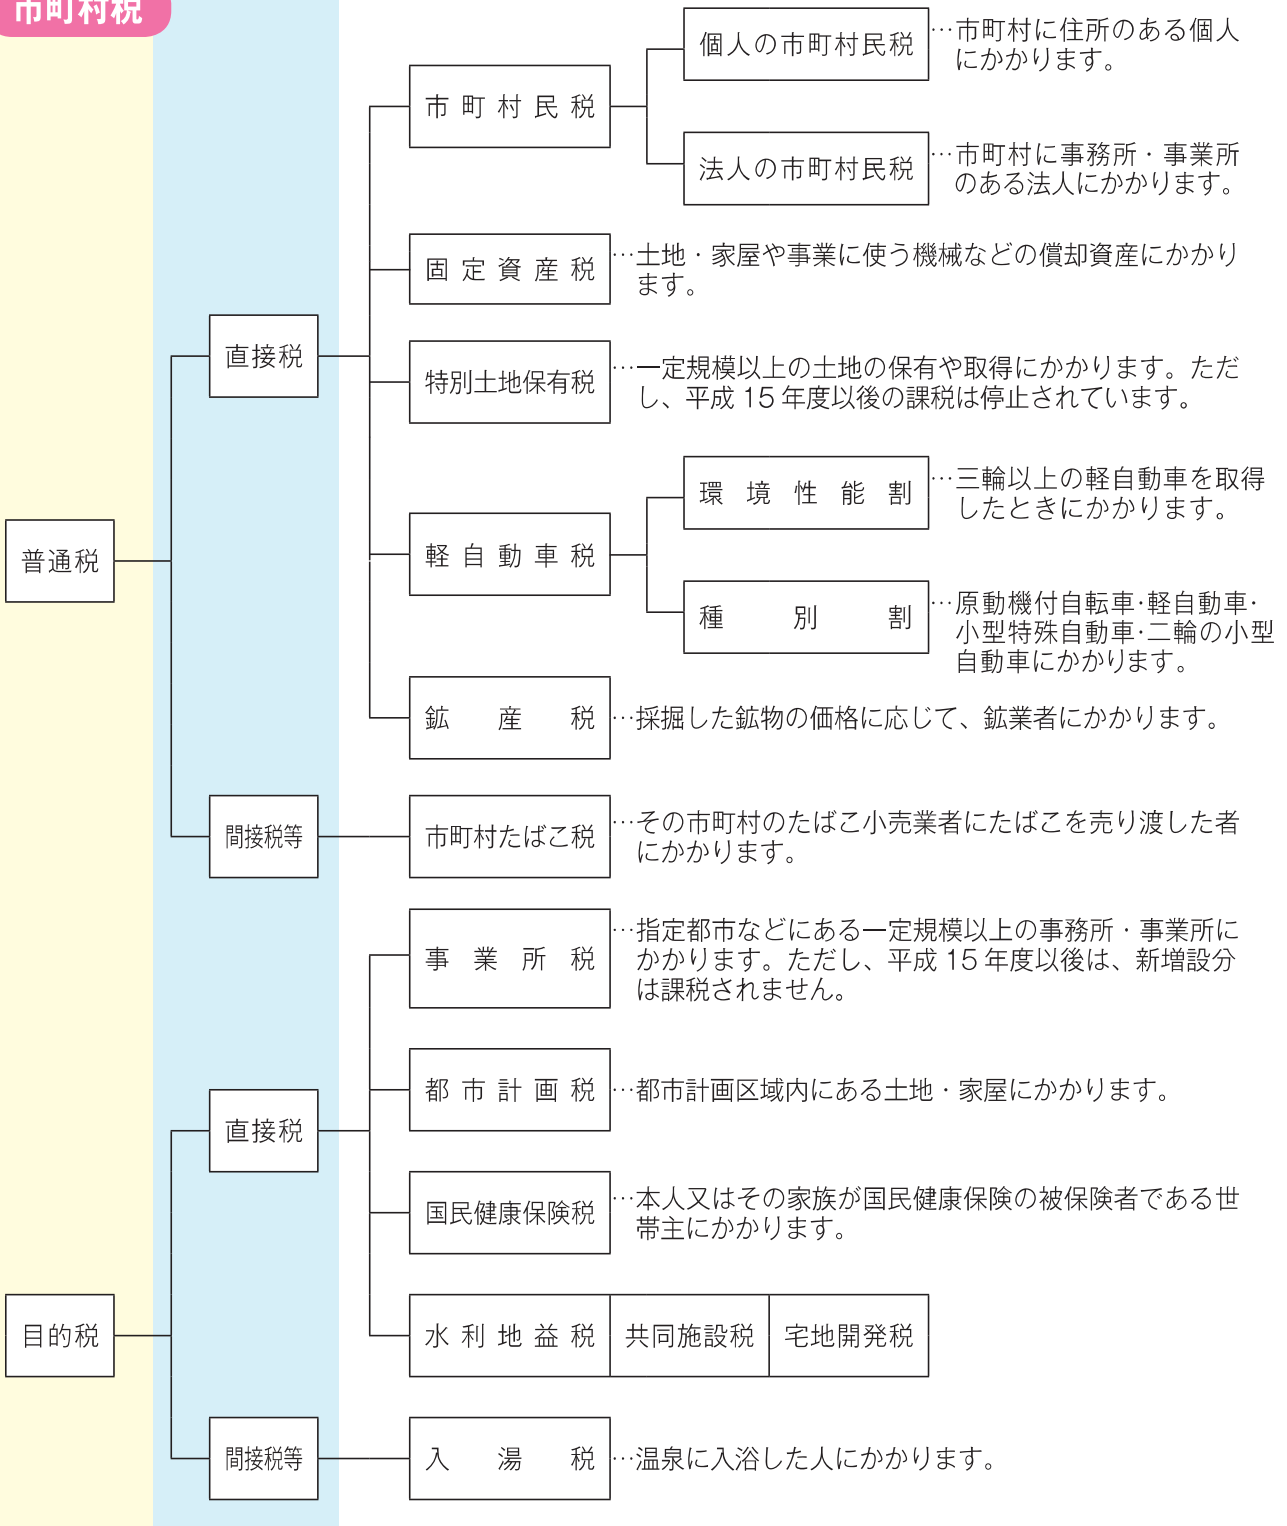 市町村税
普通税
直接税
市町村民税
個人の市町村民税
…市町村に住所のある個人
にかかります。
法人の市町村民税
…市町村に事務所・事業所
のある法人にかかります。
固定資産税
…土地・家屋や事業に使う機械などの償却資産にかかり
ます。
特別土地保有税
…一定規模以上の土地の保有や取得にかかります。ただ
し、平成15年度以後の課税は停止されています。
軽自動車税
環境性能割
…三輪以上の軽自動車を取得
したときにかかります。
種別割
…原動機付自転車・軽自動車・
小型特殊自動車・二輪の小型
自動車にかかります。
鉱産税
…採掘した鉱物の価格に応じて、鉱業者にかかります。
間接税等
市町村たばこ税
…その市町村のたばこ小売業者にたばこを売り渡した者
にかかります。
目的税
直接税
事業所税
…指定都市などにある一定規模以上の事務所・事業所に
かかります。ただし、平成15年度以後は、新増設分
は課税されません。
都市計画税
…都市計画区域内にある土地・家屋にかかります。
国民健康保険税
…本人又はその家族が国民健康保険の被保険者である世
帯主にかかります。
水利地益税
共同施設税
宅地開発税
間接税等
入湯税
…温泉に入浴した人にかかります。